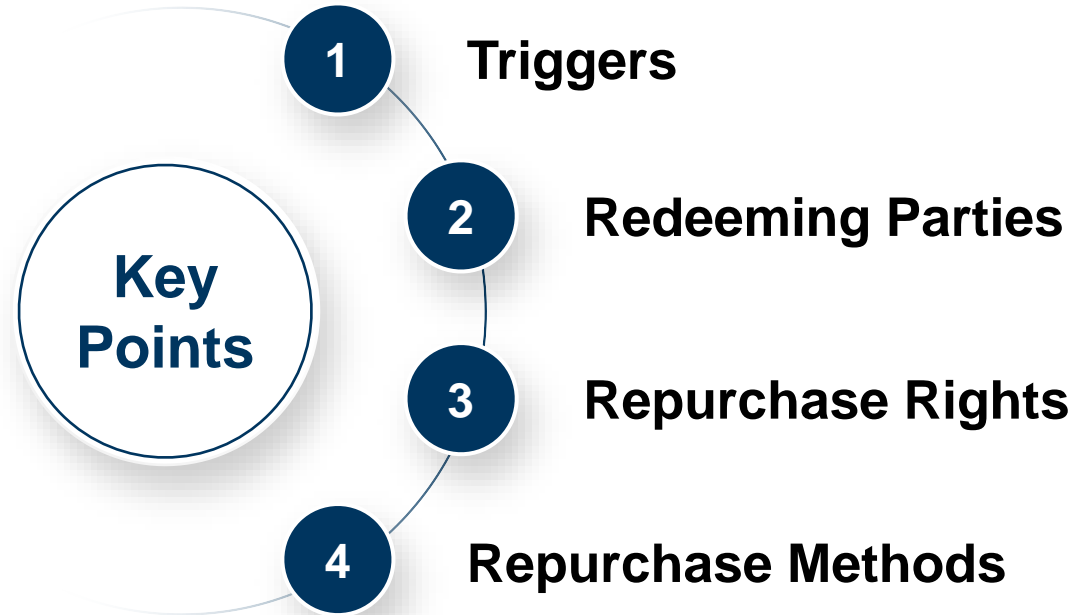 Key
Points
1
Triggers
2
Redeeming Parties
3
Repurchase Rights
4
Repurchase Methods